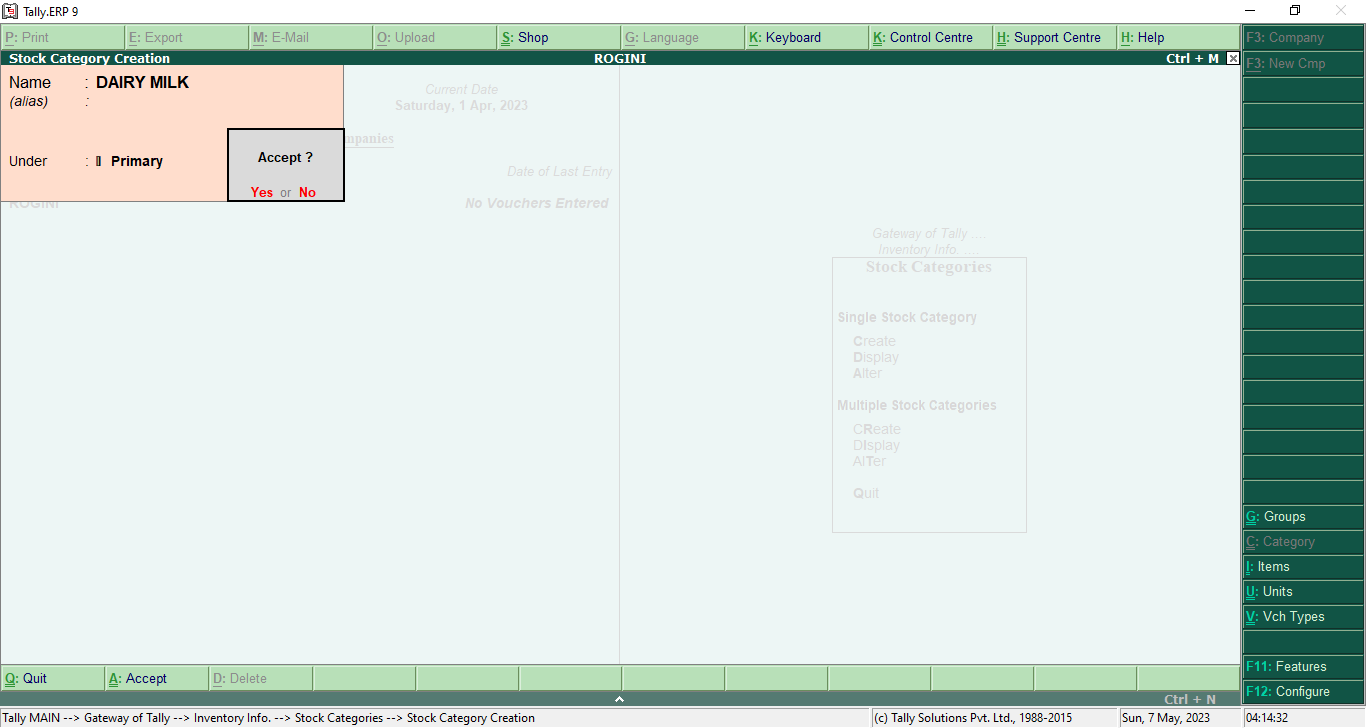 Tally.ERP 9
P: Print E: Export M: E-Mail O: Upload S: Shop G: Language K: Keyboard K: Control Centre H: Support Centre H: Help
F3: Company
F3: New Cmp
Stock Category Creation ROGINI Ctrl + M
Name : DAIRY MILK
(alias) :
Under : Primary
Accept ?
Yes or No
Current Date
Saturday, 1 Apr, 2023
mpanies
Date of Last Entry
ROGINI No Vouchers Entered
Gateway of Tally ....
Inventory Info. ....
Stock Categories
Single Stock Category
Create
Display
Alter
Multiple Stock Categories
CReate
DIsplay
AlTer
Quit
G: Groups
C: Category
I: Items
U: Units
V: Vch Types
F11: Features
F12: Configure
Q: Quit A: Accept D: Delete
Ctrl + N
Tally MAIN --> Gateway of Tally --> Inventory Info. --> Stock Categories --> Stock Category Creation (c) Tally Solutions Pvt. Ltd., 1988-2015 Sun, 7 May, 2023 04:14:32